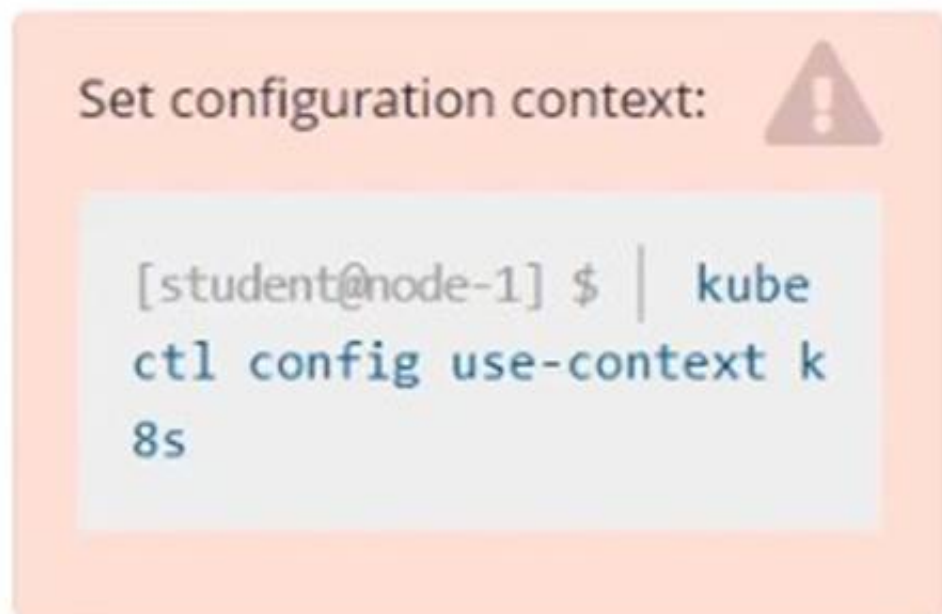 Set configuration context:
[student@node-1] $ | kube
ctl config use-context k
8s